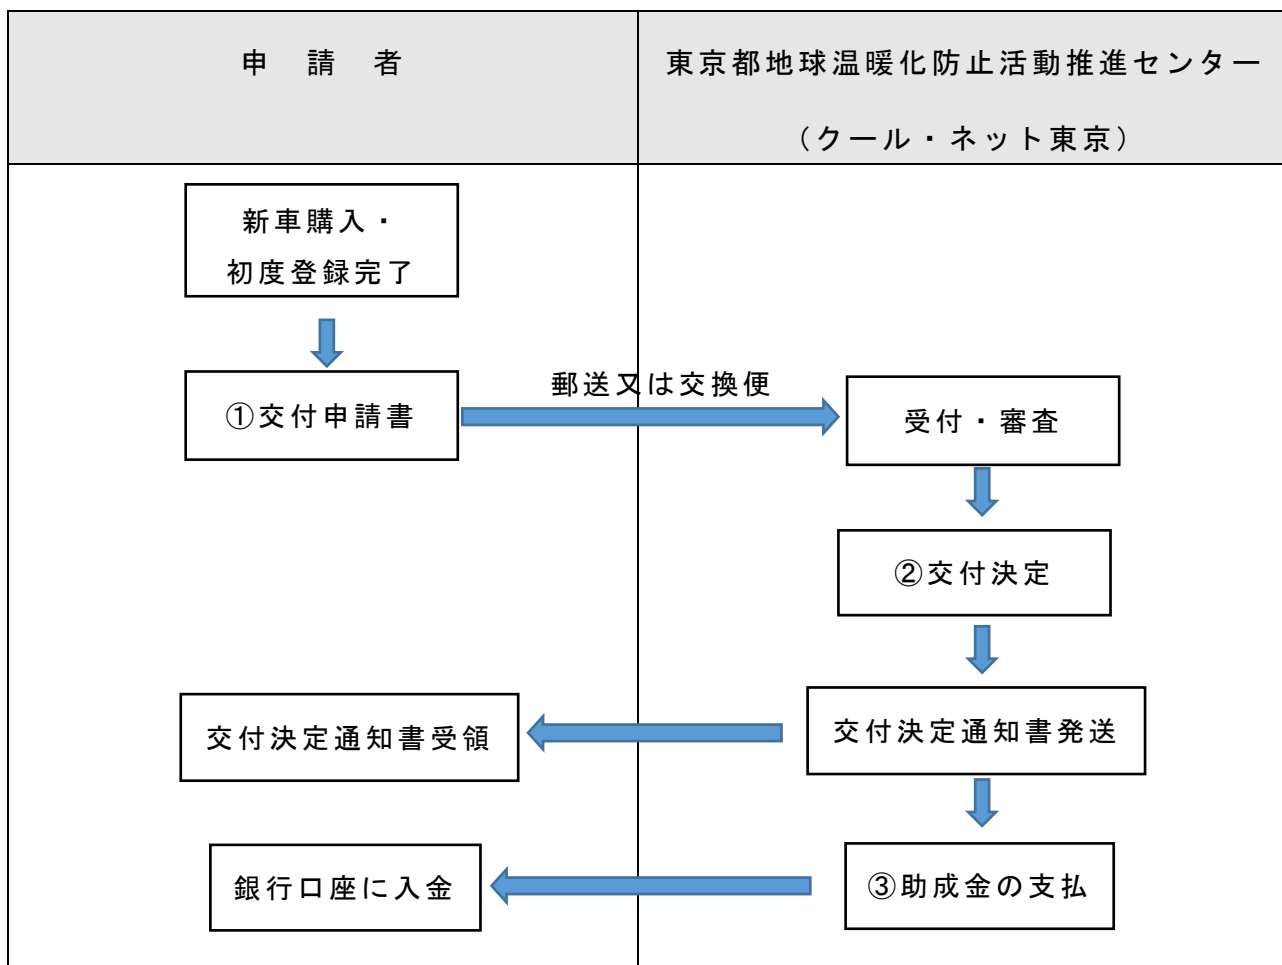 申　請　者
東京都地球温暖化防止活動推進センター
（クール・ネット東京）
新車購入・
初度登録完了
①交付申請書
郵送又は交換便
受付・審査
②交付決定
交付決定通知書発送
交付決定通知書受領
③助成金の支払
銀行口座に入金